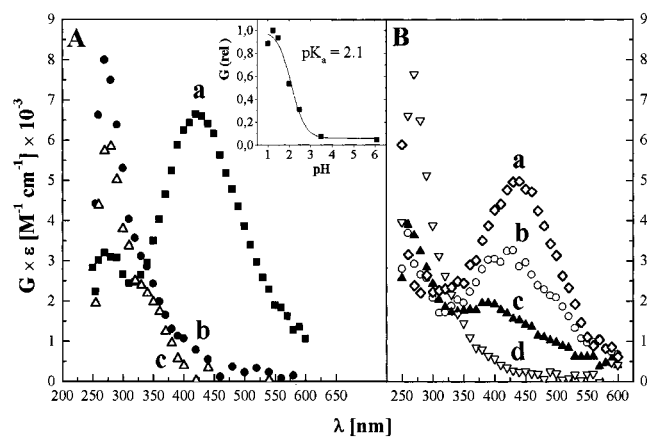 A
B
a
b
c
a
b
c
d
pKₐ = 2.1
G (rel)
1,0
0,8
0,6
0,4
0,2
0,0
1 2 3 4 5 6
pH
G × ε [M⁻¹ cm⁻¹] × 10⁻³
9
8
7
6
5
4
3
2
1
0
9
8
7
6
5
4
3
2
1
0
200 250 300 350 400 450 500 550 600
250 300 350 400 450 500 550 600
λ [nm]